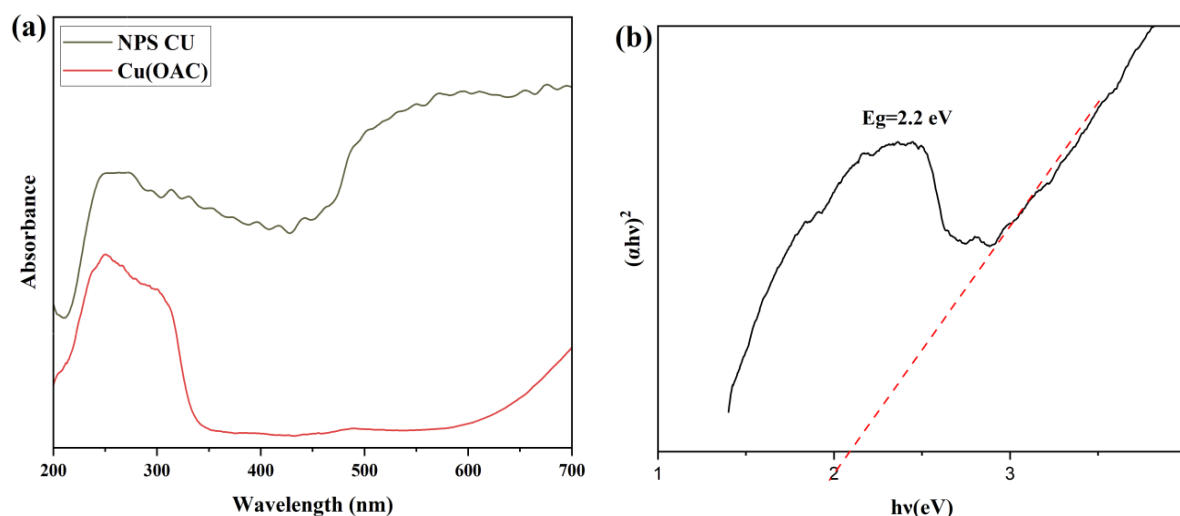 (a)
NPS CU
Cu(OAC)
Absorbance
200 300 400 500 600 700
Wavelength (nm)
(b)
Eg=2.2 eV
(αhν)²
1 2 3
hν(eV)